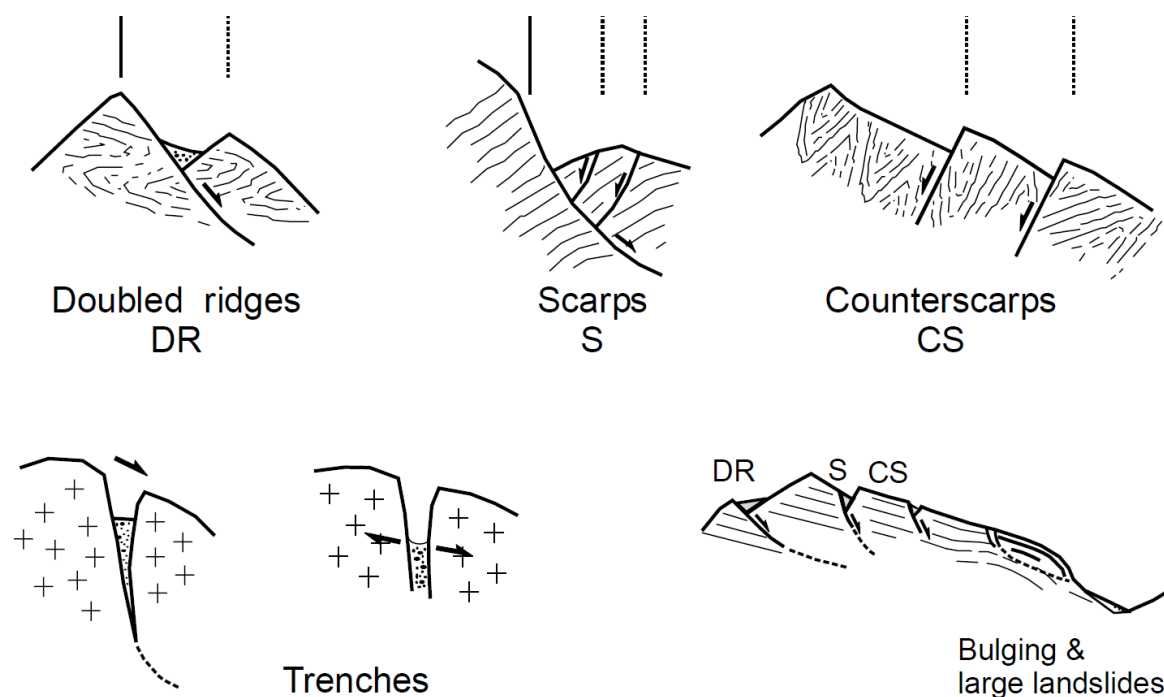 Doubled ridges
DR
Scarps
S
Counterscarps
CS
Trenches
DR S CS
Bulging &
large landslides